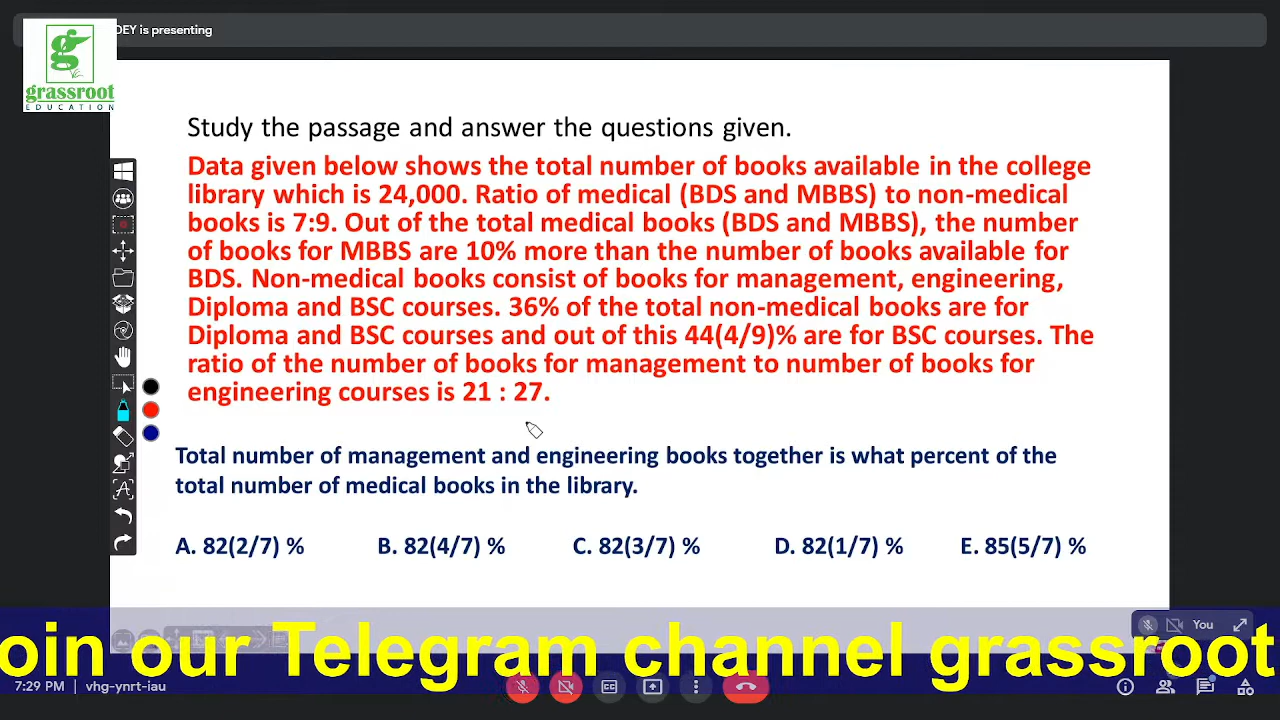 DEY is presenting
g
grassroot
EDUCATION
Study the passage and answer the questions given.
Data given below shows the total number of books available in the college
library which is 24,000. Ratio of medical (BDS and MBBS) to non-medical
books is 7:9. Out of the total medical books (BDS and MBBS), the number
of books for MBBS are 10% more than the number of books available for
BDS. Non-medical books consist of books for management, engineering,
Diploma and BSC courses. 36% of the total non-medical books are for
Diploma and BSC courses and out of this 44(4/9)% are for BSC courses. The
ratio of the number of books for management to number of books for
engineering courses is 21 : 27.
Total number of management and engineering books together is what percent of the
total number of medical books in the library.
A. 82(2/7) % B. 82(4/7) % C. 82(3/7) % D. 82(1/7) % E. 85(5/7) %
You
oin our Telegram channel grassroot
7:29 PM vhg-ynrt-iau